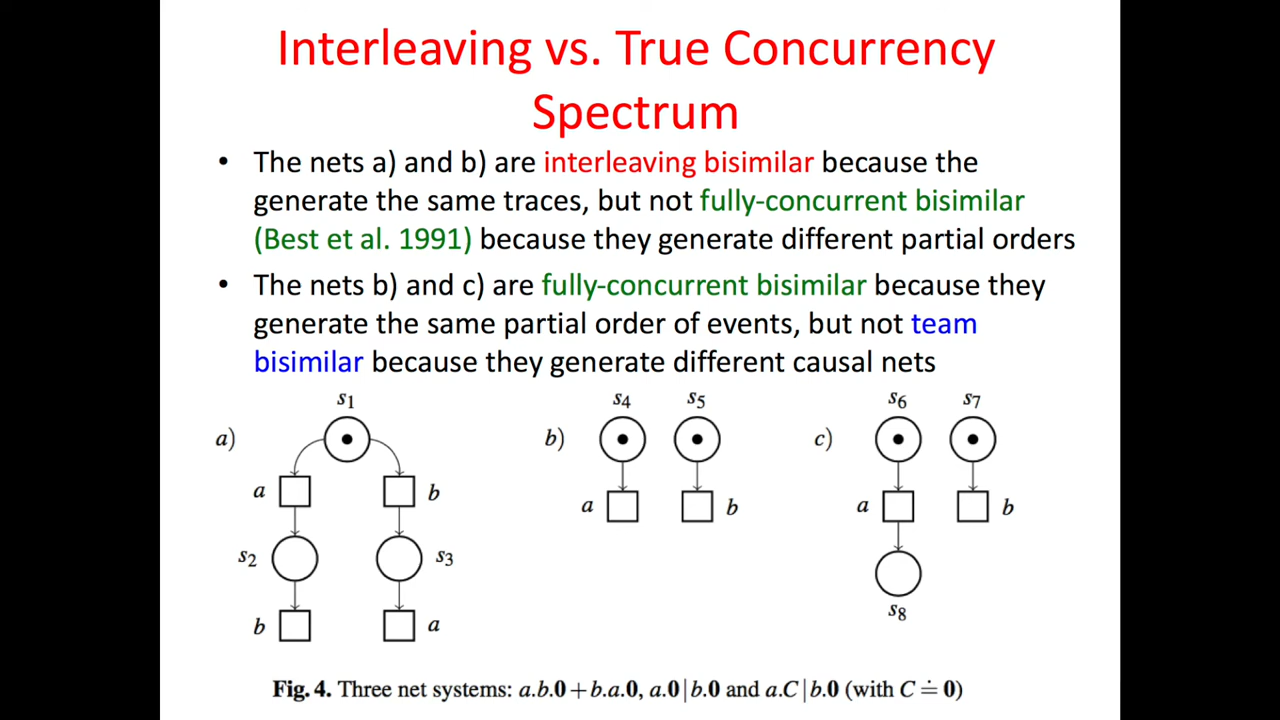 Interleaving vs. True Concurrency
Spectrum
• The nets a) and b) are interleaving bisimilar because the
generate the same traces, but not fully-concurrent bisimilar
(Best et al. 1991) because they generate different partial orders
• The nets b) and c) are fully-concurrent bisimilar because they
generate the same partial order of events, but not team
bisimilar because they generate different causal nets
s1 s4 s5 s6 s7
a) b) c)
a b a b a b
s2 s3
s8
b a
Fig. 4. Three net systems: a.b.0 + b.a.0, a.0 | b.0 and a.C | b.0 (with C ≐ 0)